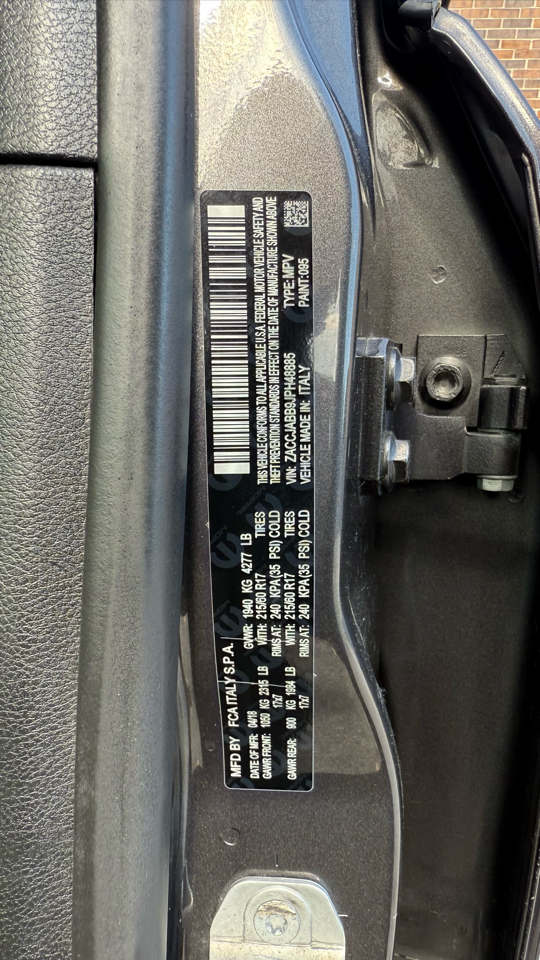 MFD BY FCA ITALY S.P.A.
DATE OF MFR: 04/18 GVWR: 1940 KG 4277 LB
GAWR FRONT: 1050 KG 2315 LB WITH: 215/60 R17 TIRES
17x7 RIMS AT: 240 KPA(35 PSI) COLD
GAWR REAR: 900 KG 1984 LB WITH: 215/60 R17 TIRES
17x7 RIMS AT: 240 KPA(35 PSI) COLD
THIS VEHICLE CONFORMS TO ALL APPLICABLE U.S.A. FEDERAL MOTOR VEHICLE SAFETY AND
THEFT PREVENTION STANDARDS IN EFFECT ON THE DATE OF MANUFACTURE SHOWN ABOVE
VIN: ZACCJABB9JPH48885 TYPE: MPV
VEHICLE MADE IN: ITALY PAINT: 095